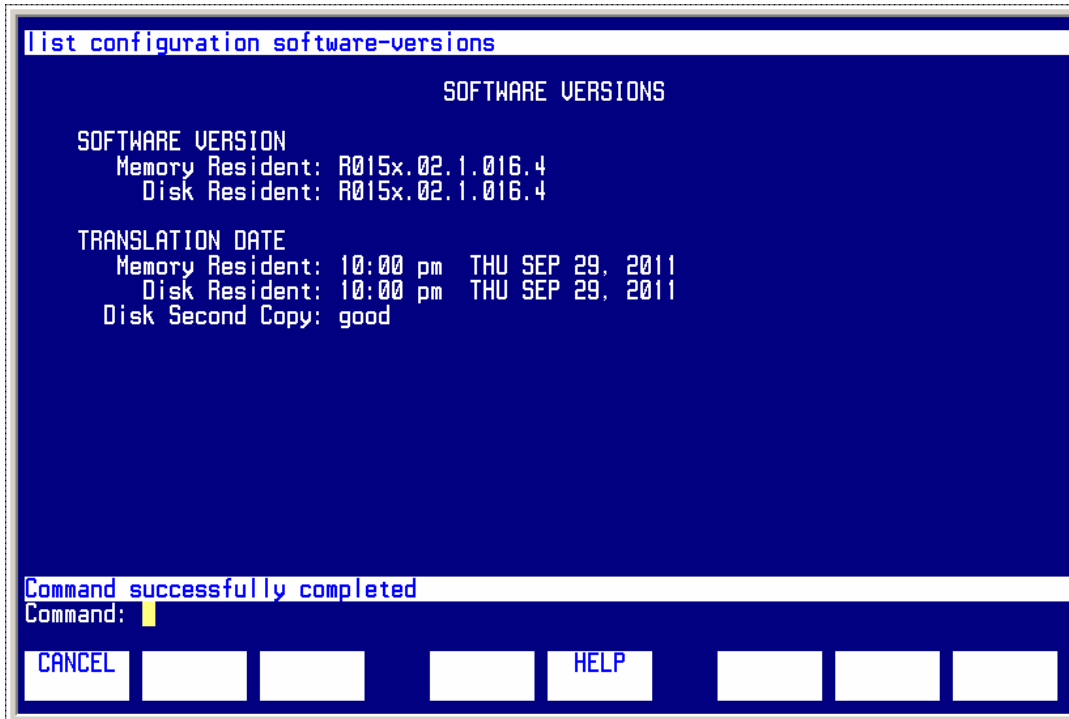 list configuration software-versions
SOFTWARE VERSIONS
SOFTWARE VERSION
Memory Resident: R015x.02.1.016.4
Disk Resident: R015x.02.1.016.4
TRANSLATION DATE
Memory Resident: 10:00 pm THU SEP 29, 2011
Disk Resident: 10:00 pm THU SEP 29, 2011
Disk Second Copy: good
Command successfully completed
Command:
CANCEL HELP